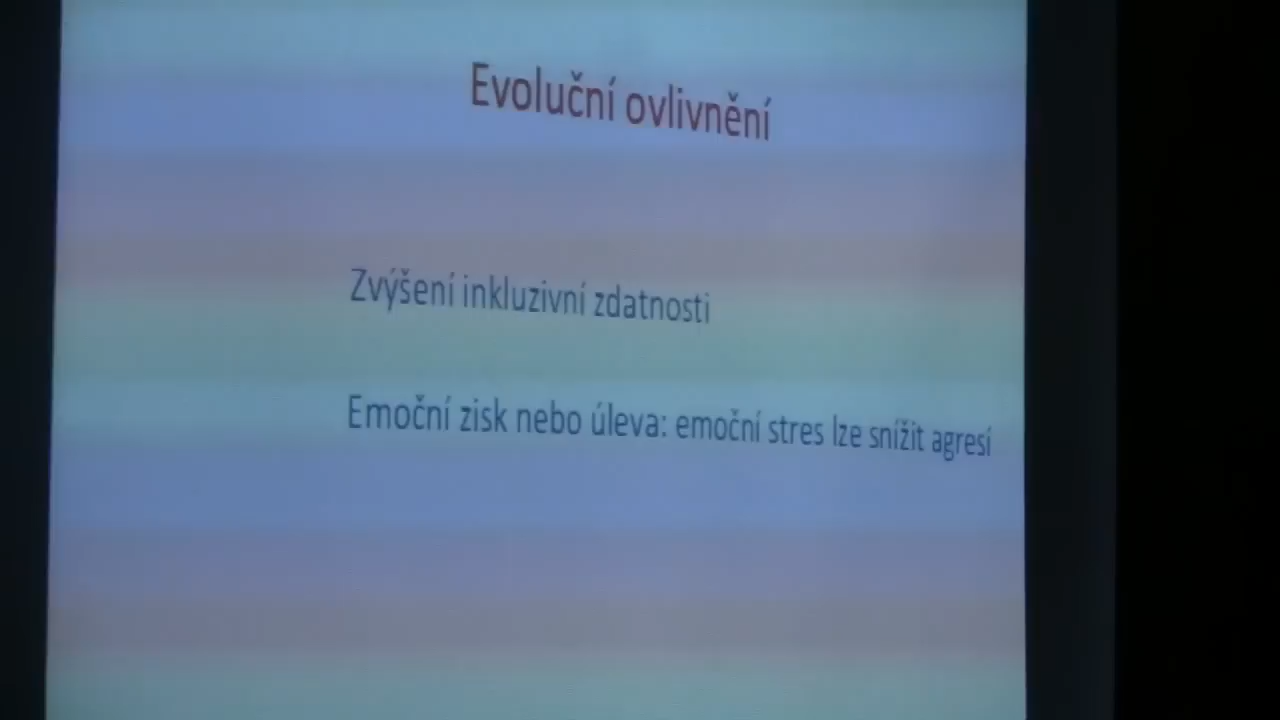 Evoluční ovlivnění
Zvýšení inkluzivní zdatnosti
Emoční zisk nebo úleva: emoční stres lze snížit agresí